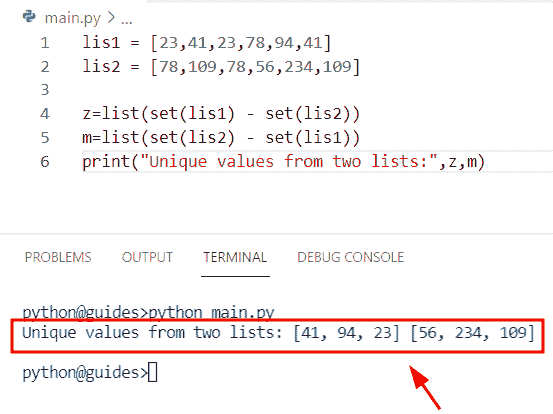 main.py > ...
1 lis1 = [23,41,23,78,94,41]
2 lis2 = [78,109,78,56,234,109]
3
4 z=list(set(lis1) - set(lis2))
5 m=list(set(lis2) - set(lis1))
6 print("Unique values from two lists:",z,m)
PROBLEMS OUTPUT TERMINAL DEBUG CONSOLE
python@guides>python main.py
Unique values from two lists: [41, 94, 23] [56, 234, 109]
python@guides>